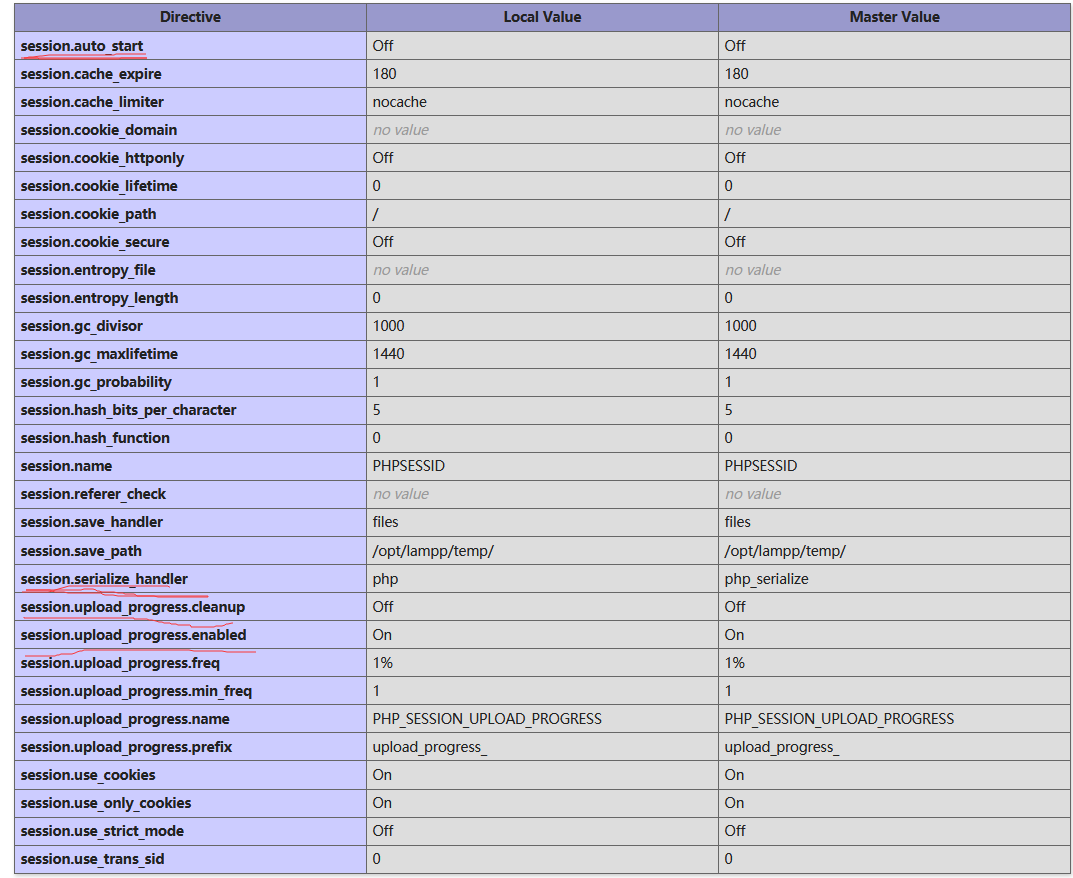 Directive Local Value Master Value
session.auto_start Off Off
session.cache_expire 180 180
session.cache_limiter nocache nocache
session.cookie_domain no value no value
session.cookie_httponly Off Off
session.cookie_lifetime 0 0
session.cookie_path / /
session.cookie_secure Off Off
session.entropy_file no value no value
session.entropy_length 0 0
session.gc_divisor 1000 1000
session.gc_maxlifetime 1440 1440
session.gc_probability 1 1
session.hash_bits_per_character 5 5
session.hash_function 0 0
session.name PHPSESSID PHPSESSID
session.referer_check no value no value
session.save_handler files files
session.save_path /opt/lampp/temp/ /opt/lampp/temp/
session.serialize_handler php php_serialize
session.upload_progress.cleanup Off Off
session.upload_progress.enabled On On
session.upload_progress.freq 1% 1%
session.upload_progress.min_freq 1 1
session.upload_progress.name PHP_SESSION_UPLOAD_PROGRESS PHP_SESSION_UPLOAD_PROGRESS
session.upload_progress.prefix upload_progress_ upload_progress_
session.use_cookies On On
session.use_only_cookies On On
session.use_strict_mode Off Off
session.use_trans_sid 0 0